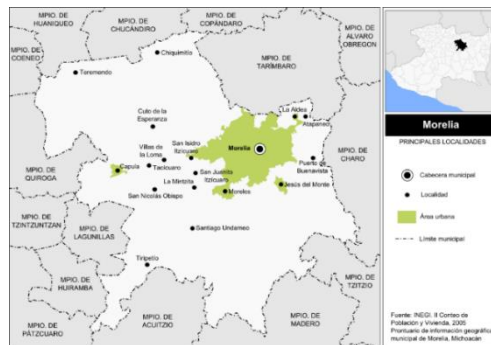 MPIO. DE
HUANIQUEO
MPIO. DE
CHUCÁNDIRO
MPIO. DE
COPÁNDARO
MPIO. DE
ALVARO
OBREGON
MPIO. DE
COENEO
Teremendo
Chiquimitío
MPIO. DE
TARÍMBARO
Cuto de la
Esperanza
La Aldea
Atapaneo
Villas de
la Loma
San Isidro
Itzícuaro
Morelia
MPIO. DE
CHARO
MPIO. DE
QUIROGA
Capula
Tacícuaro
San Juanito
Itzícuaro
Puerto de
Buenavista
La Mintzita
Morelos
Jesús del Monte
San Nicolás Obispo
MPIO. DE
TZINTZUNTZAN
MPIO. DE
LAGUNILLAS
Santiago Undameo
Tiripetío
MPIO. DE
HUIRAMBA
MPIO. DE
TZITZIO
MPIO. DE
PÁTZCUARO
MPIO. DE
ACUITZIO
MPIO. DE
MADERO
Morelia
PRINCIPALES LOCALIDADES
Cabecera municipal
Localidad
Área urbana
Límite municipal
Fuente: INEGI. II Conteo de
Población y Vivienda, 2005
Prontuario de información geográfica
municipal de Morelia, Michoacán